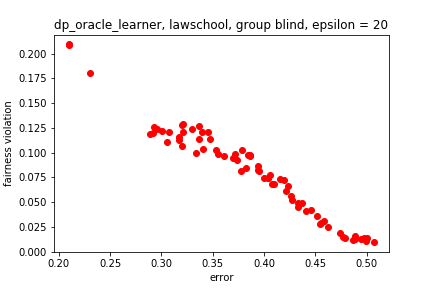 dp_oracle_learner, lawschool, group blind, epsilon = 20
fairness violation
0.200
0.175
0.150
0.125
0.100
0.075
0.050
0.025
0.000
0.20 0.25 0.30 0.35 0.40 0.45 0.50
error